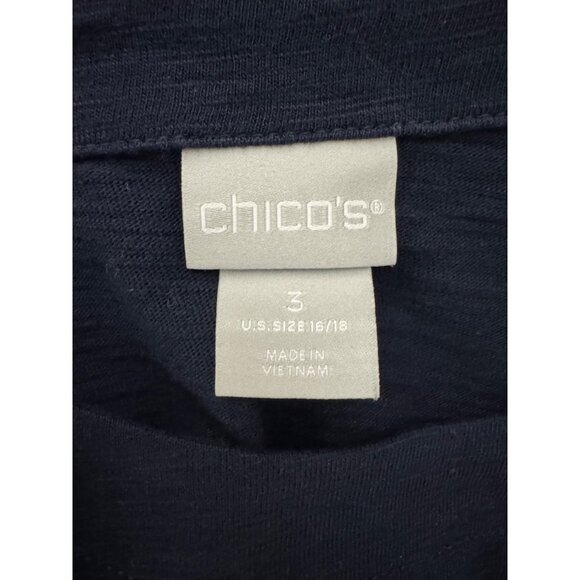 chico's®
3
U.S. SIZE 16/18
MADE IN
VIETNAM